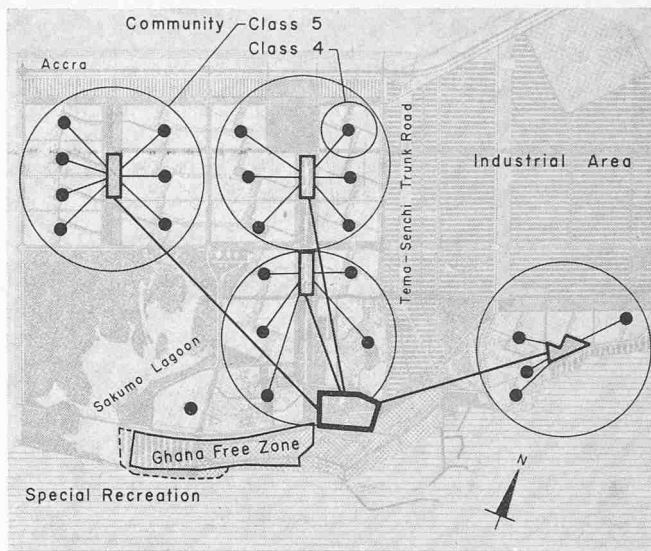 Community - Class 5
Class 4
Accra
Tema - Senchi Trunk Road
Industrial Area
Sakumo Lagoon
Ghana Free Zone
Special Recreation
N